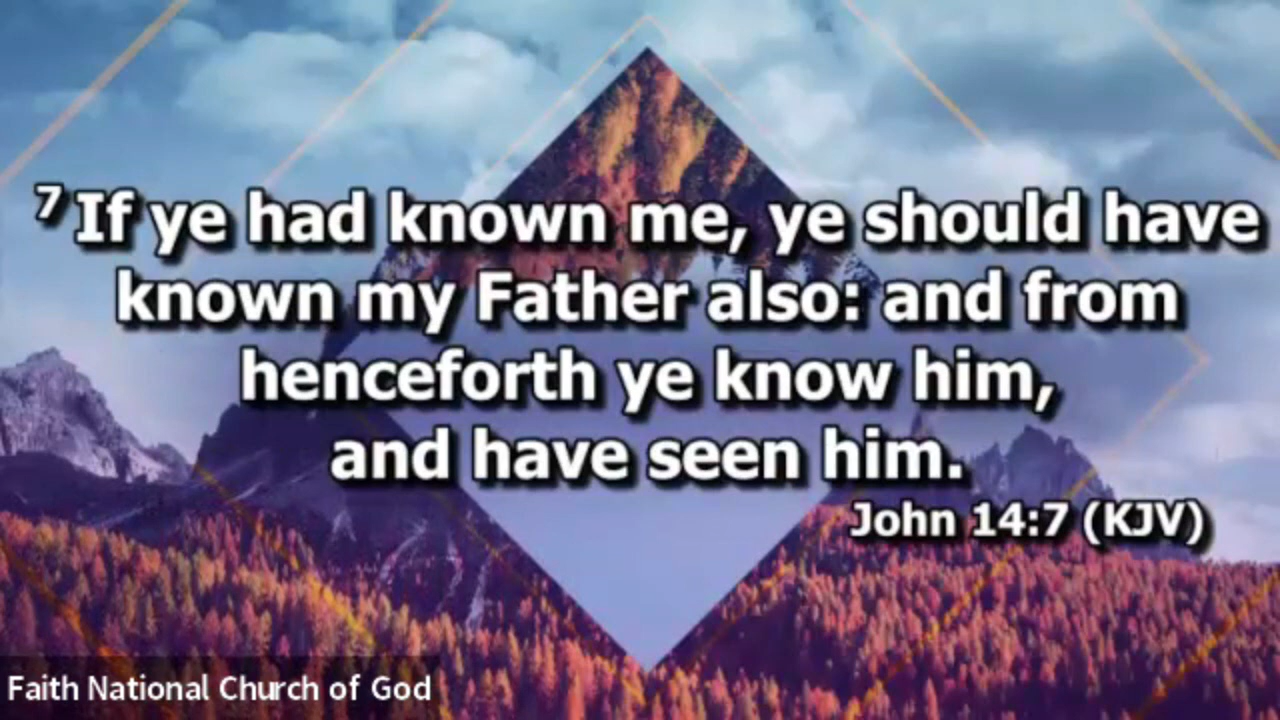 7 If ye had known me, ye should have
known my Father also: and from
henceforth ye know him,
and have seen him.
John 14:7 (KJV)
Faith National Church of God